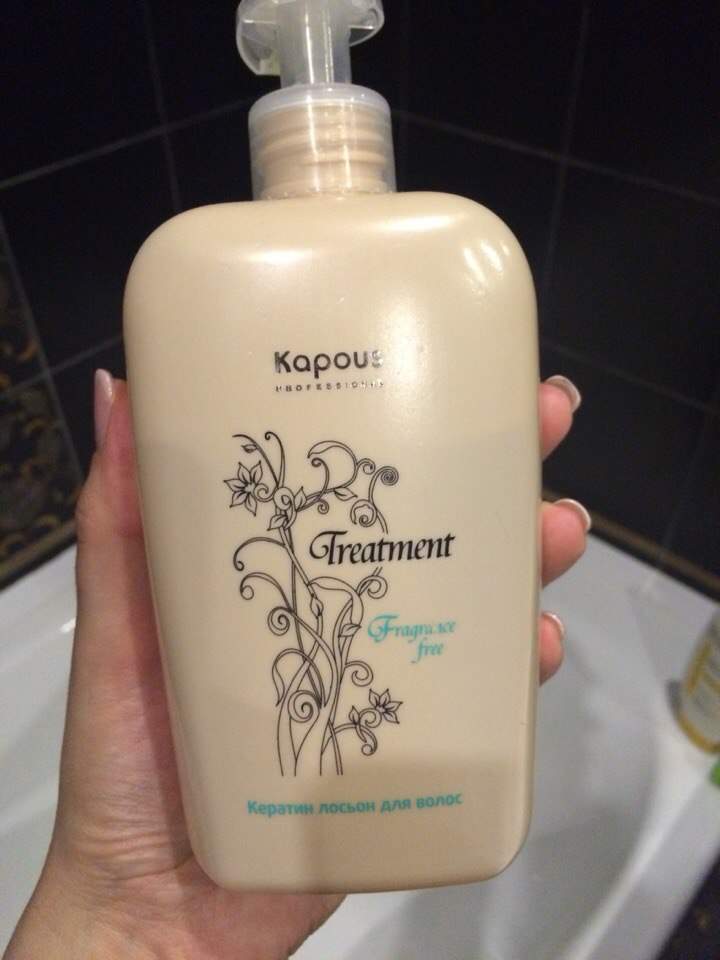 Kapous
PROFESSIONAL
Treatment
Fragrance
free
Кератин лосьон для волос